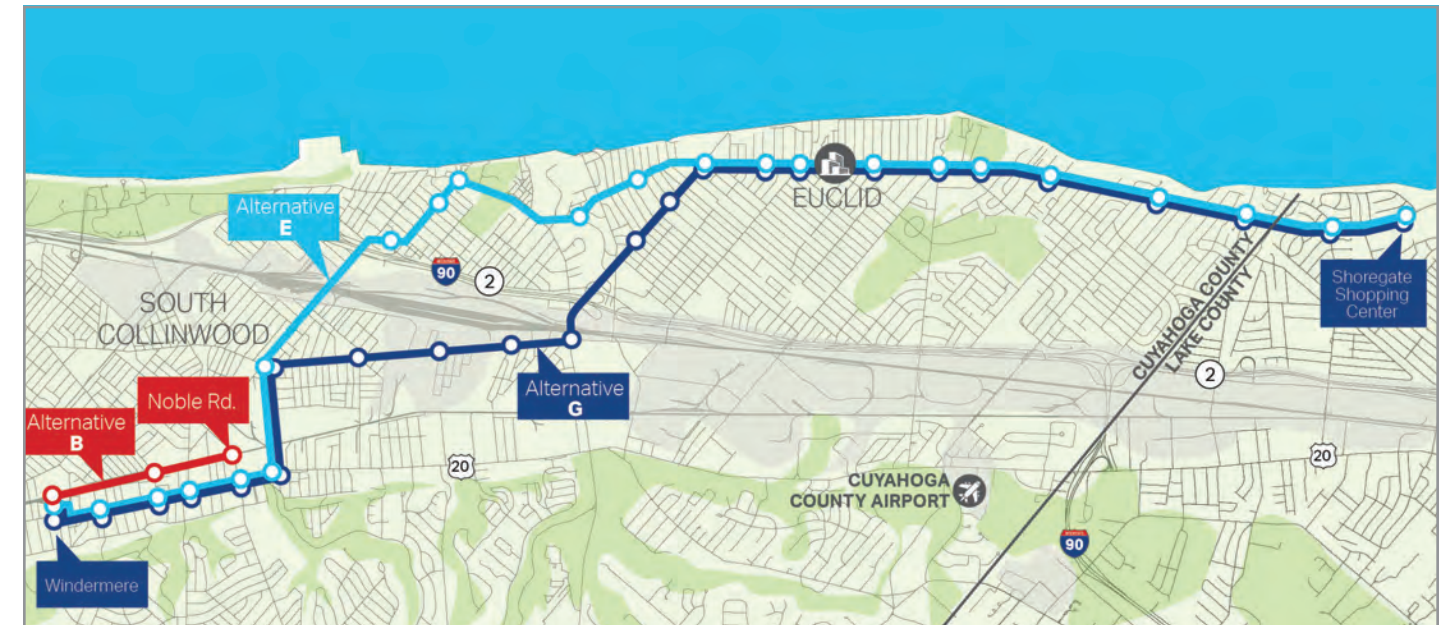 Alternative
E
SOUTH
COLLINWOOD
90
2
EUCLID
CUYAHOGA COUNTY
LAKE COUNTY
Shoregate
Shopping
Center
2
Alternative
G
Noble Rd.
Alternative
B
20
20
CUYAHOGA
COUNTY AIRPORT
90
Windermere